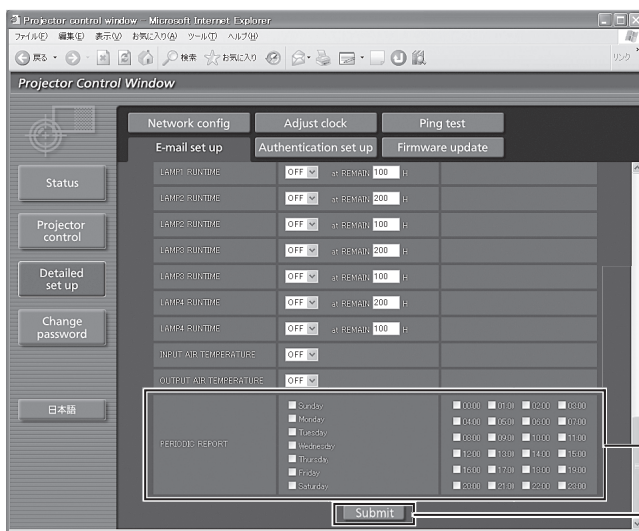 Projector control window - Microsoft Internet Explorer
ファイル(F) 編集(E) 表示(V) お気に入り(A) ツール(T) ヘルプ(H)
戻る 検索 お気に入り リンク
Projector Control Window
Network config Adjust clock Ping test
E-mail set up Authentication set up Firmware update
Status
Projector control
Detailed set up
Change password
日本語
LAMP1 RUNTIME OFF at REMAIN 100 H
LAMP2 RUNTIME OFF at REMAIN 200 H
LAMP2 RUNTIME OFF at REMAIN 100 H
LAMP3 RUNTIME OFF at REMAIN 200 H
LAMP3 RUNTIME OFF at REMAIN 100 H
LAMP4 RUNTIME OFF at REMAIN 200 H
LAMP4 RUNTIME OFF at REMAIN 100 H
INPUT AIR TEMPERATURE OFF
OUTPUT AIR TEMPERATURE OFF
PERIODIC REPORT
Sunday
Monday
Tuesday
Wednesday
Thursday
Friday
Saturday
00:00 01:00 02:00 03:00
04:00 05:00 06:00 07:00
08:00 09:00 10:00 11:00
12:00 13:00 14:00 15:00
16:00 17:00 18:00 19:00
20:00 21:00 22:00 23:00
Submit